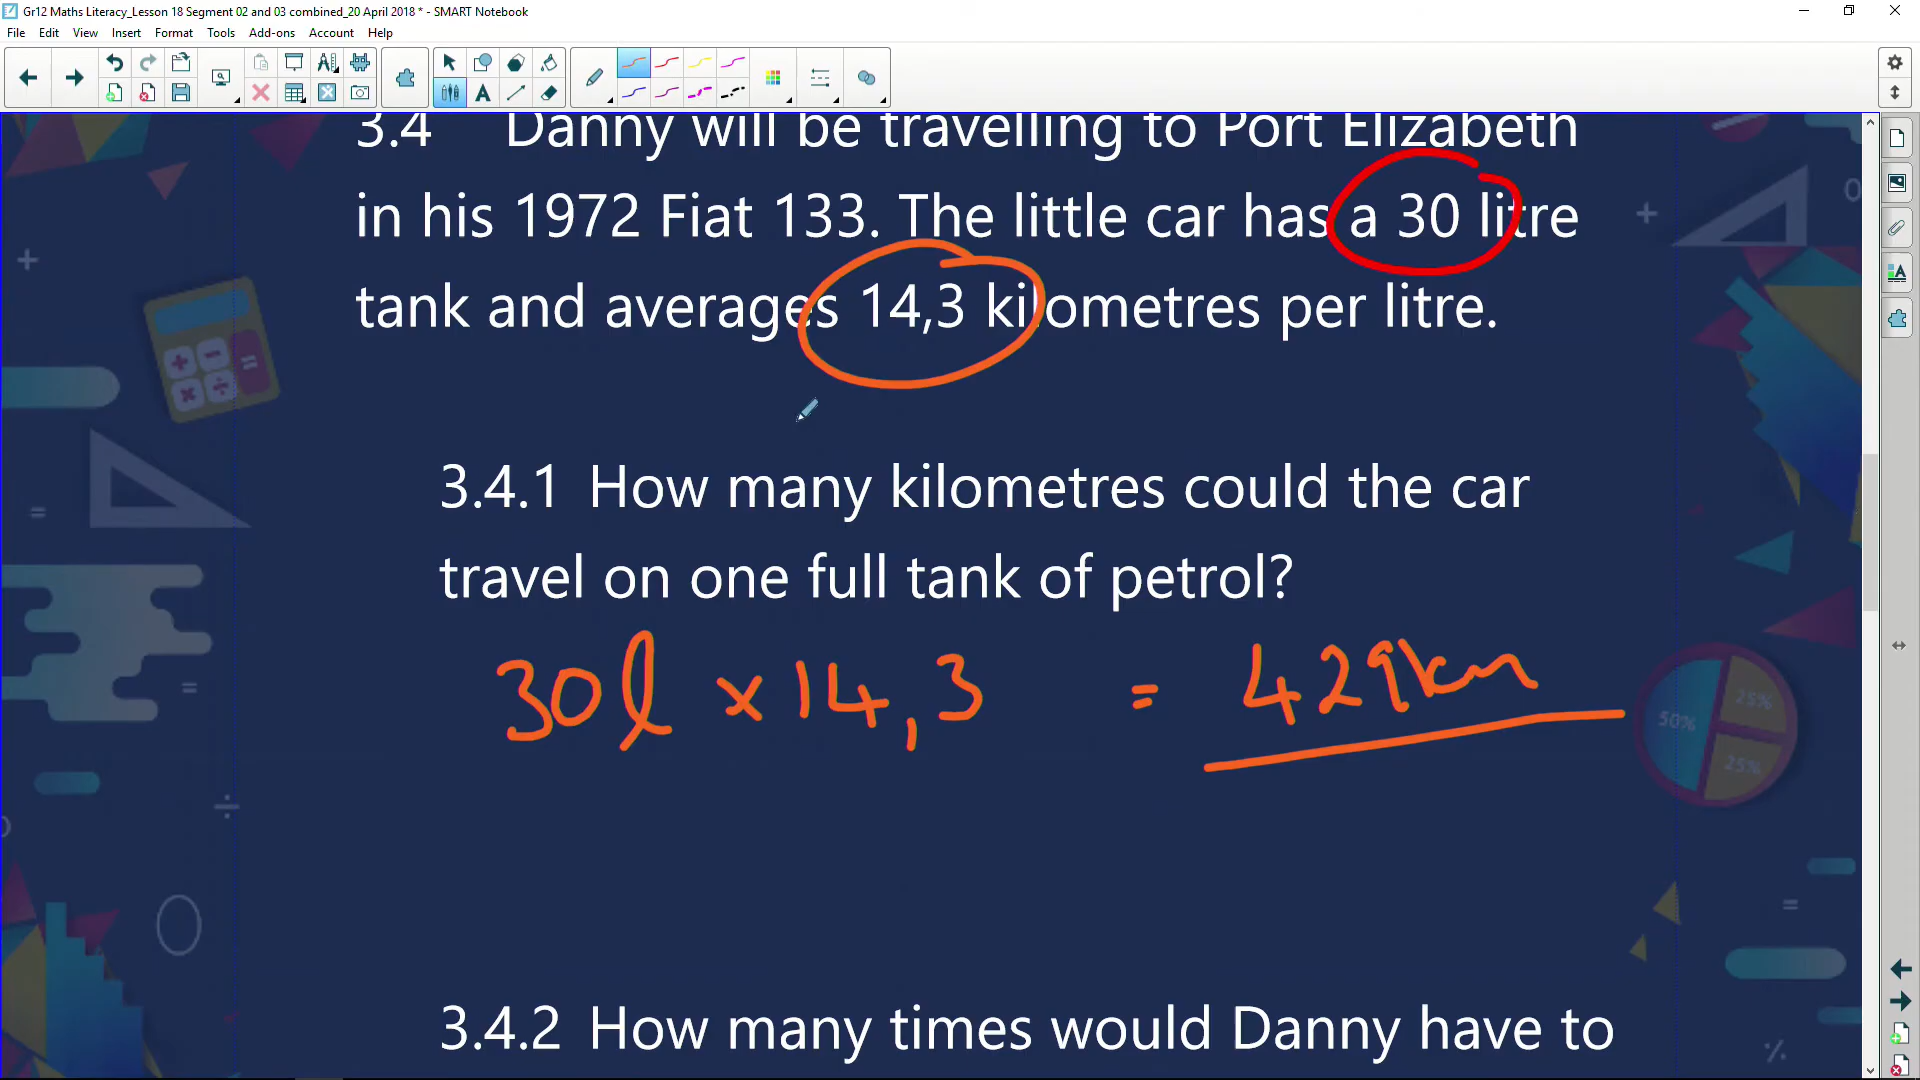 Gr12 Maths Literacy_Lesson 18 Segment 02 and 03 combined_20 April 2018 * - SMART Notebook
File Edit View Insert Format Tools Add-ons Account Help
3.4 Danny will be travelling to Port Elizabeth
in his 1972 Fiat 133. The little car has a 30 litre
tank and averages 14,3 kilometres per litre.
3.4.1 How many kilometres could the car
travel on one full tank of petrol?
30l x 14,3 = 429km
50% 25%
25%
3.4.2 How many times would Danny have to